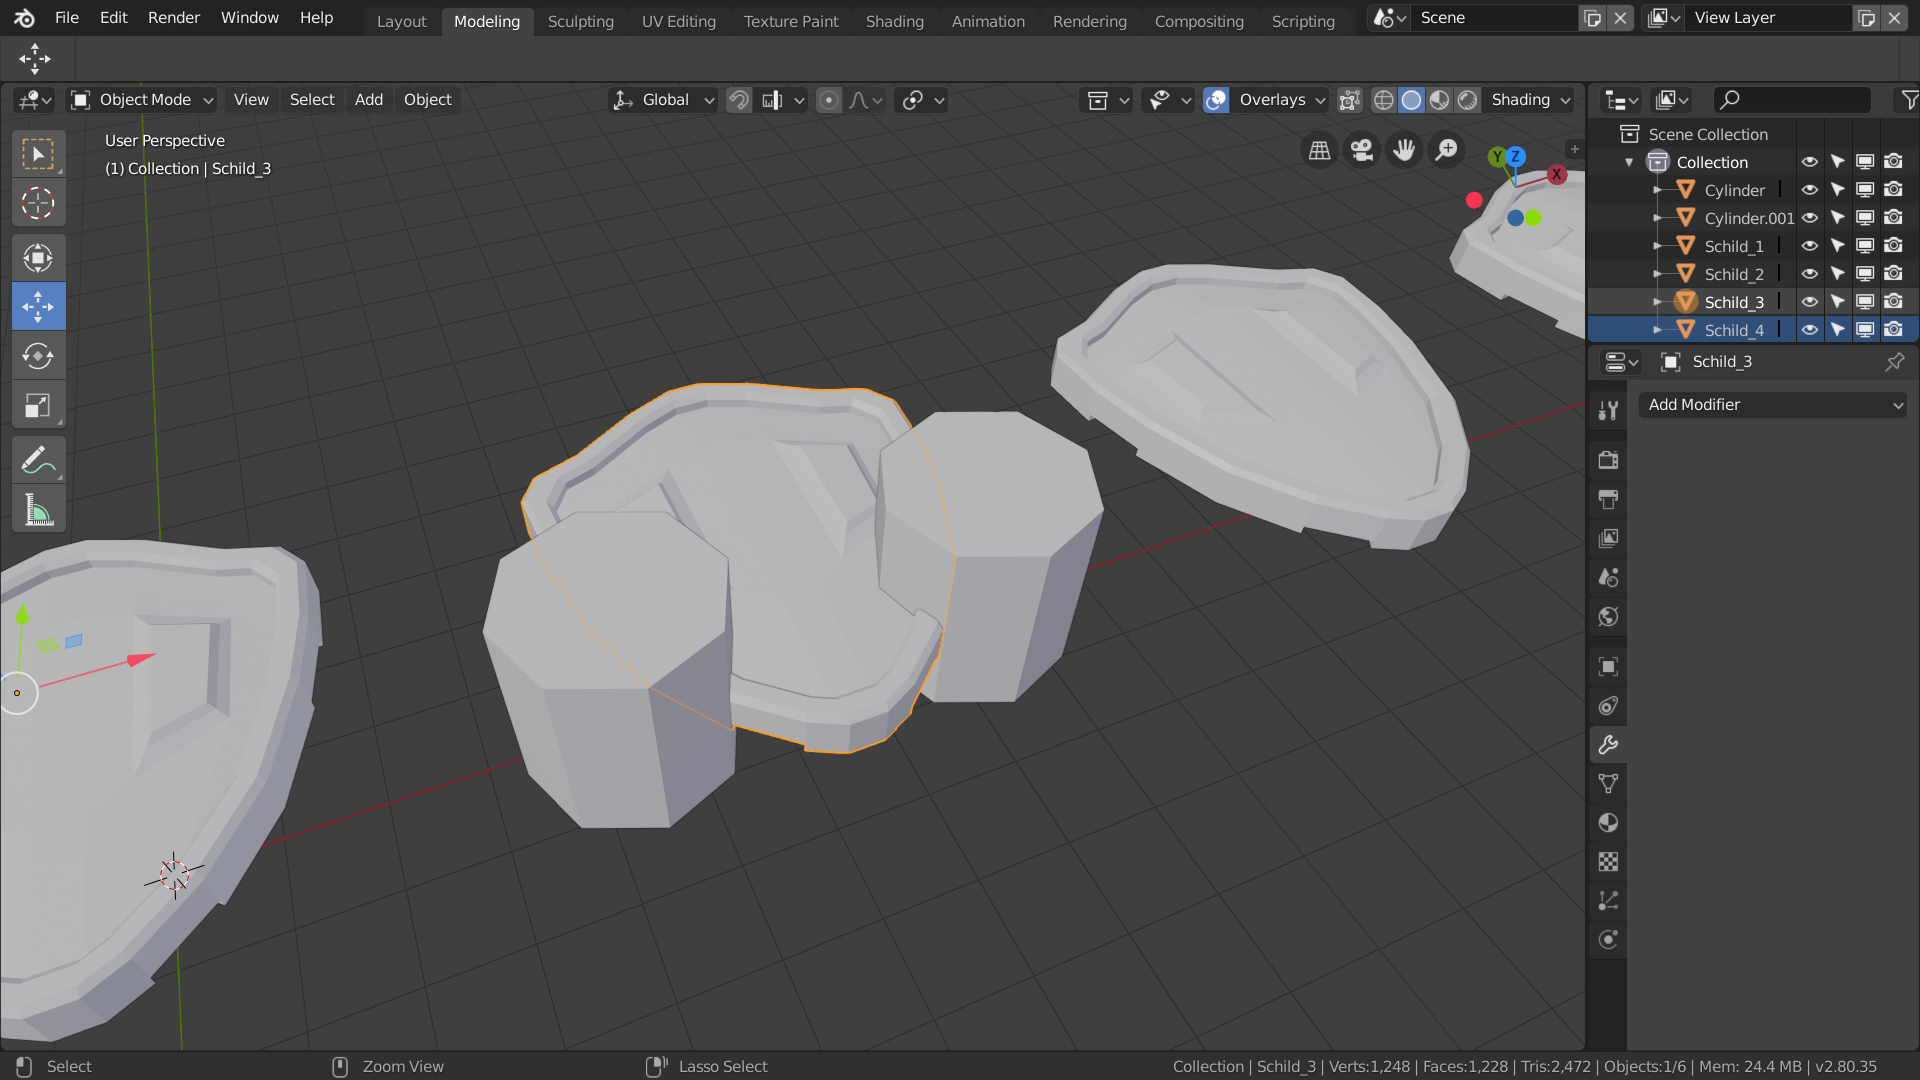 File Edit Render Window Help
Layout Modeling Sculpting UV Editing Texture Paint Shading Animation Rendering Compositing Scripting
Scene
View Layer
Object Mode View Select Add Object
Global
Overlays
Shading
User Perspective
(1) Collection | Schild_3
Y Z X
Scene Collection
Collection
Cylinder
Cylinder.001
Schild_1
Schild_2
Schild_3
Schild_4
Schild_3
Add Modifier
Select
Zoom View
Lasso Select
Collection | Schild_3 | Verts:1,248 | Faces:1,228 | Tris:2,472 | Objects:1/6 | Mem: 24.4 MB | v2.80.35